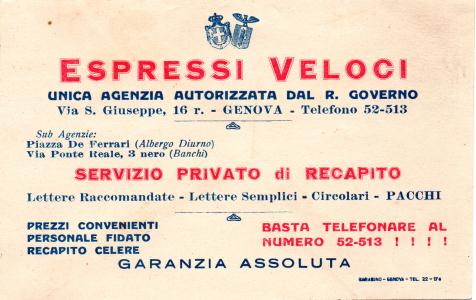 ESPRESSI VELOCI
UNICA AGENZIA AUTORIZZATA DAL R. GOVERNO
Via S. Giuseppe, 16 r. - GENOVA - Telefono 52-513
Sub Agenzie:
Piazza De Ferrari (Albergo Diurno)
Via Ponte Reale, 3 nero (Banchi)
SERVIZIO PRIVATO di RECAPITO
Lettere Raccomandate - Lettere Semplici - Circolari - PACCHI
PREZZI CONVENIENTI
PERSONALE FIDATO
RECAPITO CELERE
BASTA TELEFONARE AL
NUMERO 52-513 ! ! ! !
GARANZIA ASSOLUTA
GENOVA - TEL.